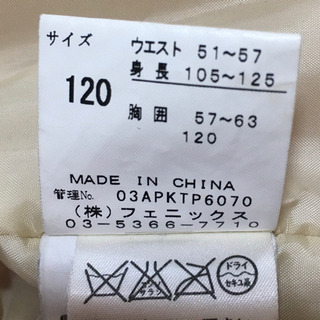 サイズ
120
ウエスト 51~57
身長 105~125
胸囲 57~63
120
MADE IN CHINA
管理No. 03APKTP6070
(株)フェニックス
03-5366-7710
ドライ
セキユ系